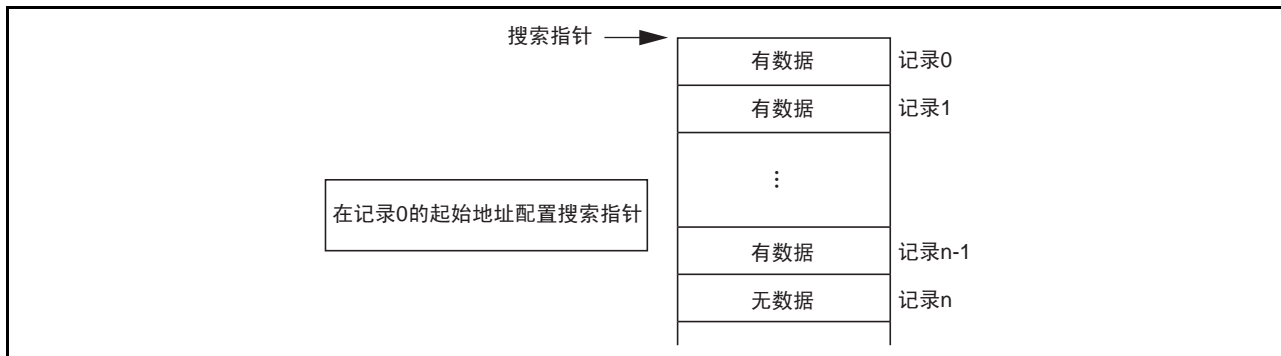 搜索指针
有数据 记录0
有数据 记录1
⋮
在记录0的起始地址配置搜索指针
有数据 记录n-1
无数据 记录n